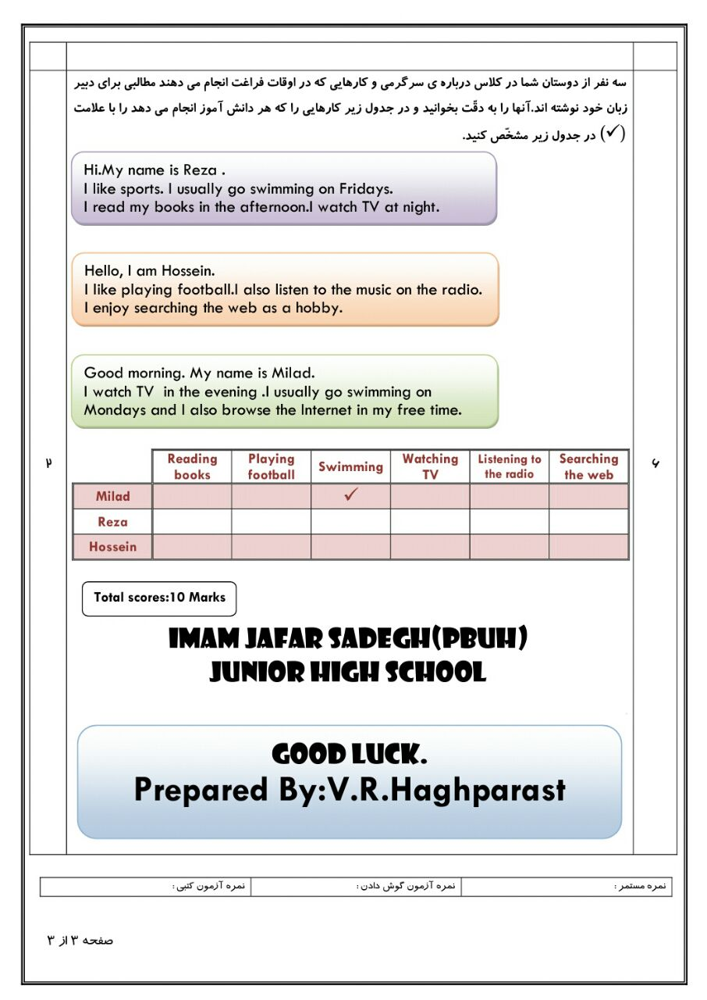 سه نفر از دوستان شما در کلاس درباره ی سرگرمی و کارهایی که در اوقات فراغت انجام می دهند مطالبی برای دبیر
زبان خود نوشته اند.آنها را به دقّت بخوانید و در جدول زیر کارهایی را که هر دانش آموز انجام می دهد را با علامت
(✓) در جدول زیر مشخّص کنید.
Hi.My name is Reza .
I like sports. I usually go swimming on Fridays.
I read my books in the afternoon.I watch TV at night.
Hello, I am Hossein.
I like playing football.I also listen to the music on the radio.
I enjoy searching the web as a hobby.
Good morning. My name is Milad.
I watch TV in the evening .I usually go swimming on
Mondays and I also browse the Internet in my free time.
۶
۲
Reading books Playing football Swimming Watching TV Listening to the radio Searching the web
Milad ✓
Reza
Hossein
Total scores:10 Marks
IMAM JAFAR SADEGH(PBUH)
JUNIOR HIGH SCHOOL
GOOD LUCK.
Prepared By:V.R.Haghparast
نمره مستمر : نمره آزمون گوش دادن : نمره آزمون کتبی :
صفحه ۳ از ۳